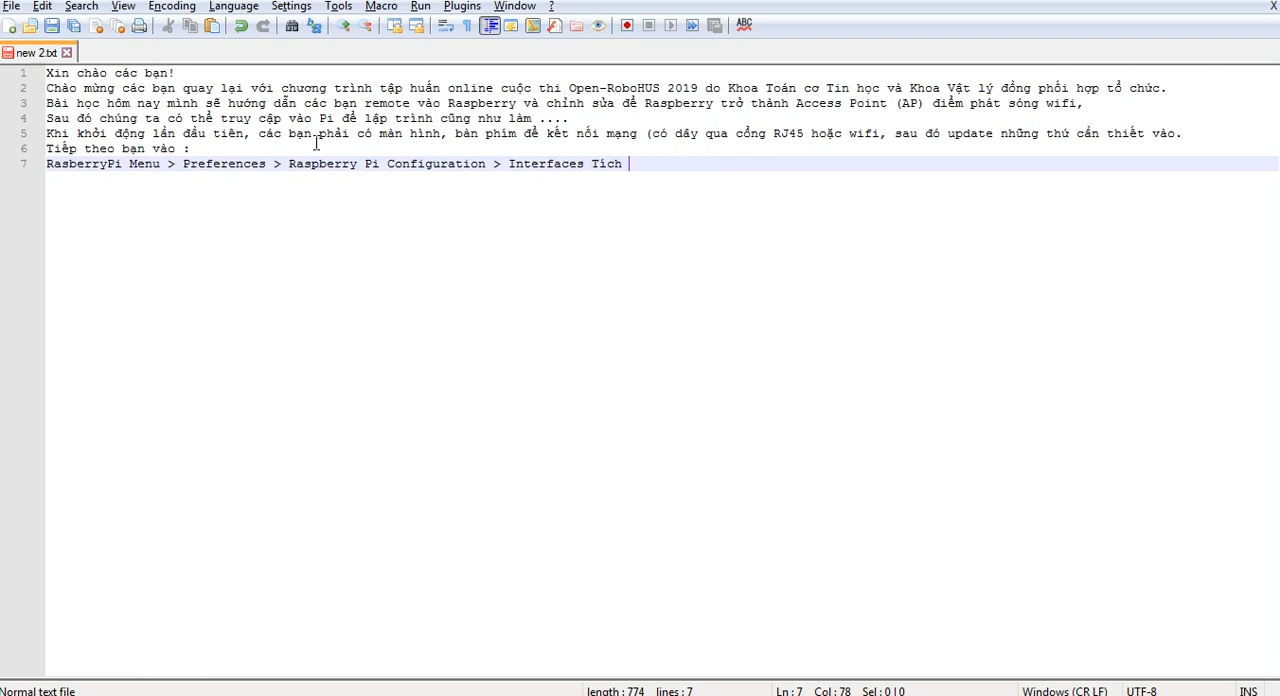 File Edit Search View Encoding Language Settings Tools Macro Run Plugins Window ? X
ABC
new 2.txt
1 Xin chào các bạn!
2 Chào mừng các bạn quay lại với chương trình tập huấn online cuộc thi Open-RoboHUS 2019 do Khoa Toán cơ Tin học và Khoa Vật lý đồng phối hợp tổ chức.
3 Bài học hôm nay mình sẽ hướng dẫn các bạn remote vào Raspberry và chỉnh sửa để Raspberry trở thành Access Point (AP) điểm phát sóng wifi,
4 Sau đó chúng ta có thể truy cập vào Pi để lập trình cũng như làm ....
5 Khi khởi động lần đầu tiên, các bạn phải có màn hình, bàn phím để kết nối mạng (có dây qua cổng RJ45 hoặc wifi, sau đó update những thứ cần thiết vào.
6 Tiếp theo bạn vào :
7 RasberryPi Menu > Preferences > Raspberry Pi Configuration > Interfaces Tích
Normal text file length : 774 lines : 7 Ln : 7 Col : 78 Sel : 0 | 0 Windows (CR LF) UTF-8 INS